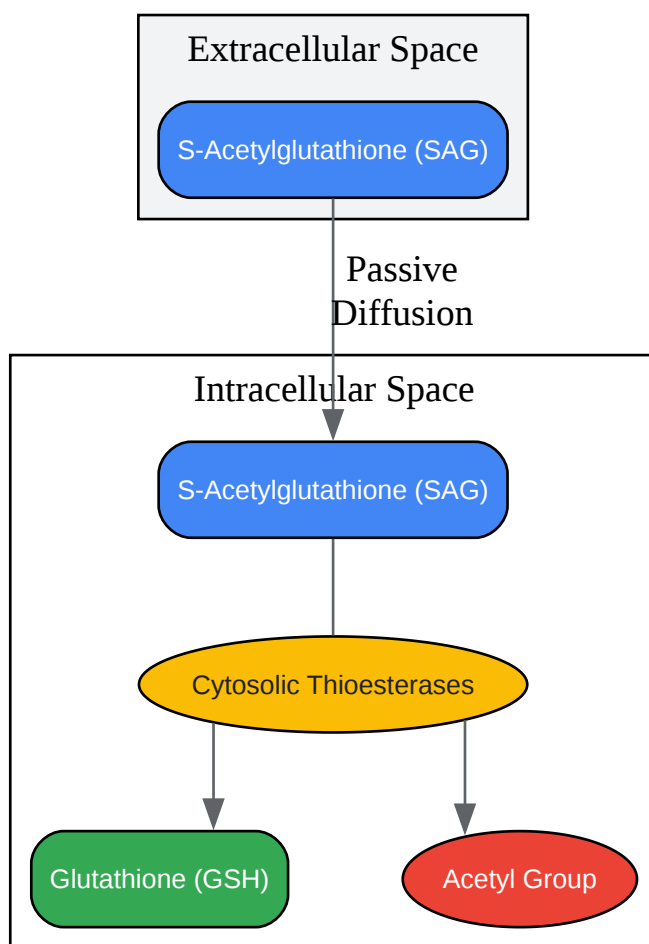 Extracellular Space
S-Acetylglutathione (SAG)
Passive
Diffusion
Intracellular Space
S-Acetylglutathione (SAG)
Cytosolic Thioesterases
Glutathione (GSH)
Acetyl Group